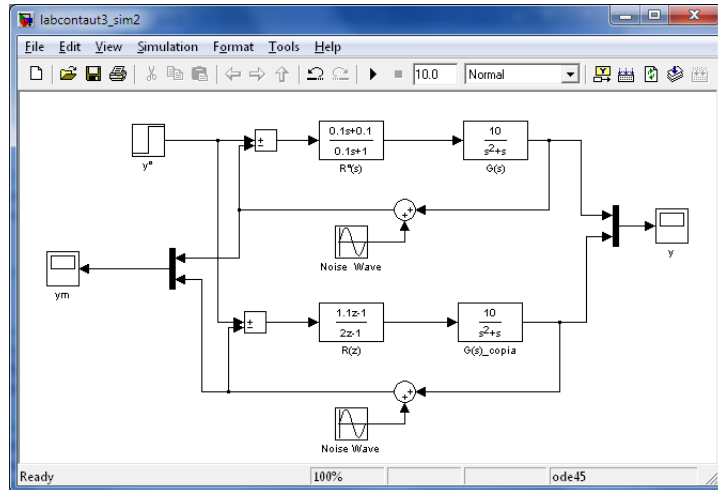 labcontaut3_sim2
File Edit View Simulation Format Tools Help
10.0 Normal
y°
± 
0.1s+0.1
0.1s+1
R°(s)
10
s²+s
G(s)
+
+
Noise Wave
y
ym
±
1.1z-1
2z-1
R(z)
10
s²+s
G(s)_copia
+
+
Noise Wave
Ready 100% ode45